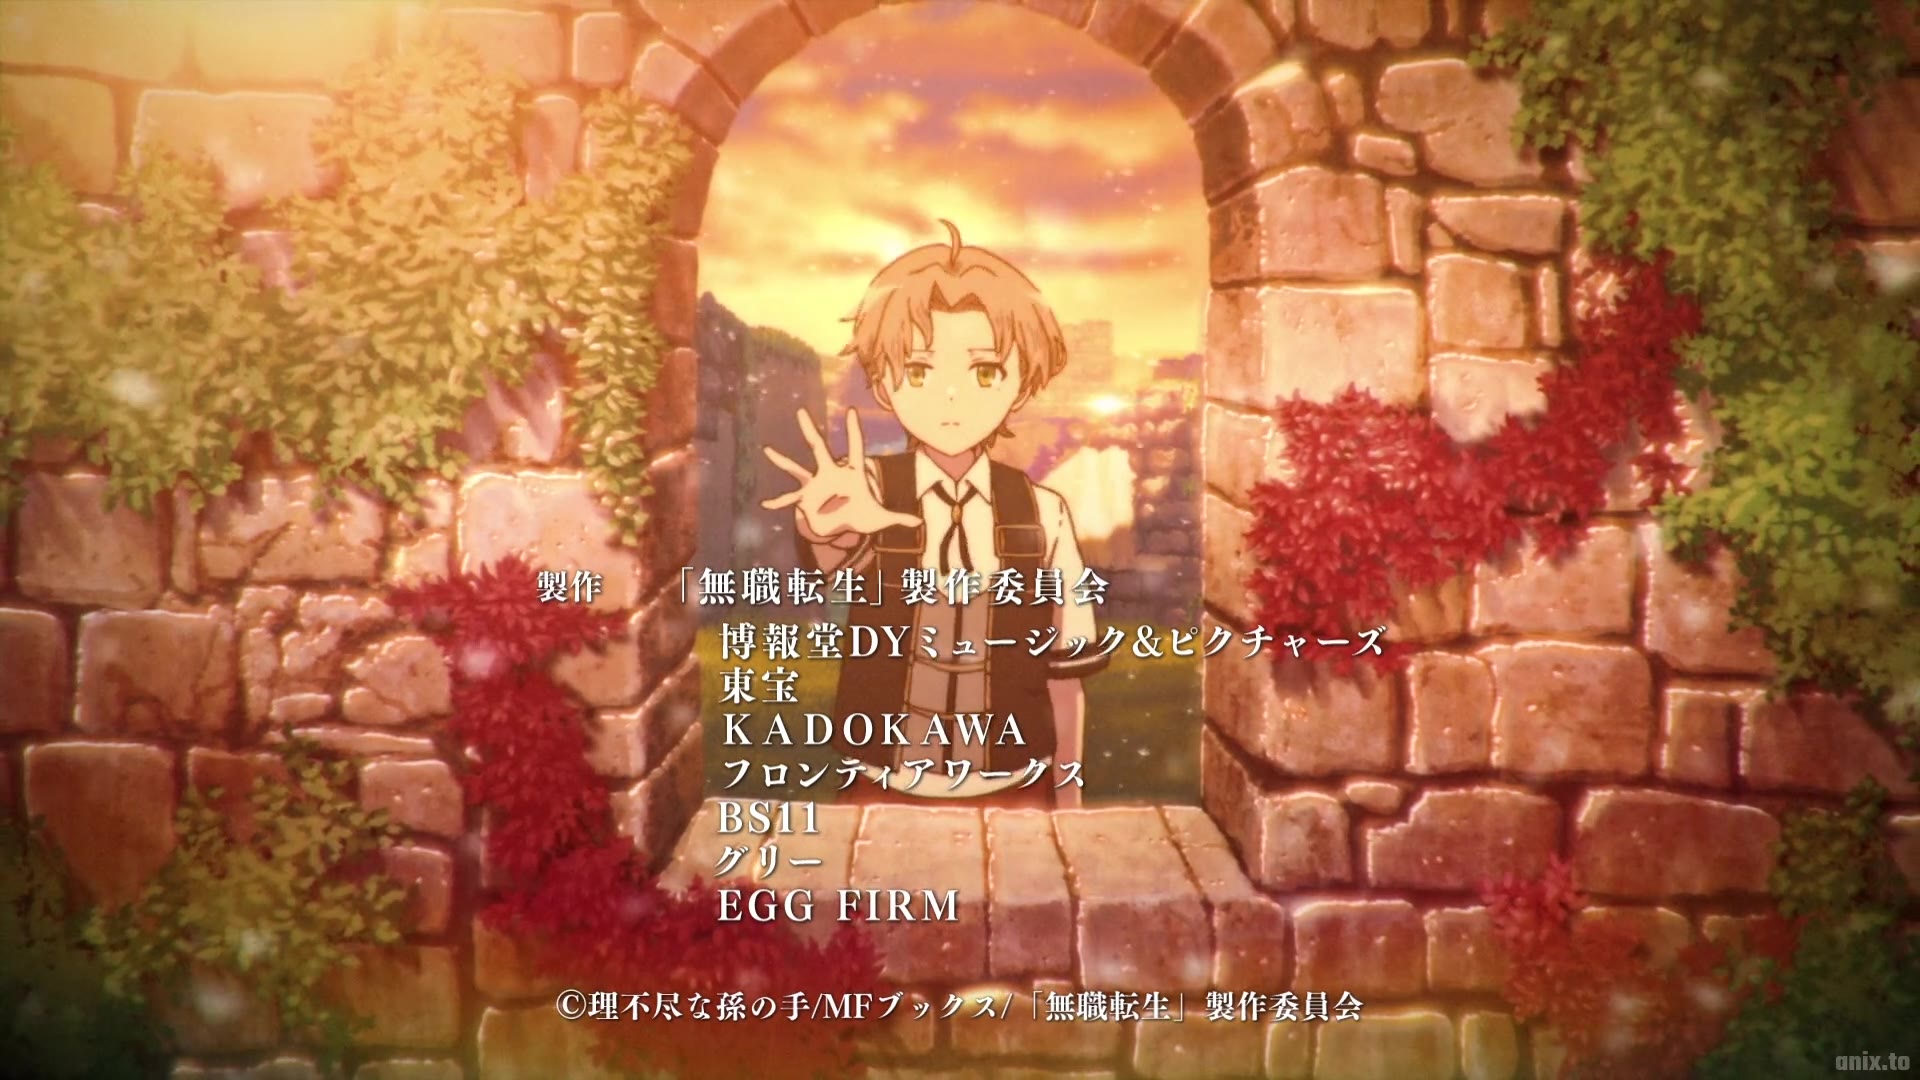 製作 「無職転生」製作委員会
博報堂DYミュージック&ピクチャーズ
東宝
KADOKAWA
フロンティアワークス
BS11
グリー
EGG FIRM
©理不尽な孫の手/MFブックス/「無職転生」製作委員会
anix.to